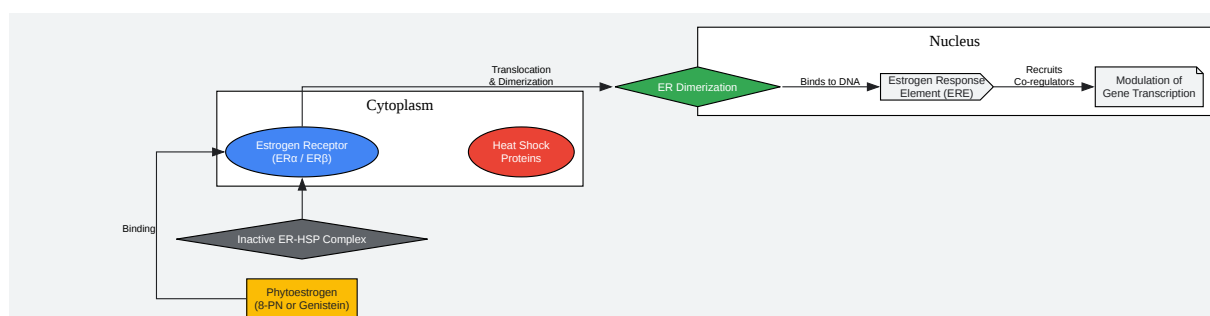 Nucleus
Translocation
& Dimerization
ER Dimerization
Binds to DNA
Estrogen Response
Element (ERE)
Recruits
Co-regulators
Modulation of
Gene Transcription
Cytoplasm
Estrogen Receptor
(ERα / ERβ)
Heat Shock
Proteins
Binding
Inactive ER-HSP Complex
Phytoestrogen
(8-PN or Genistein)